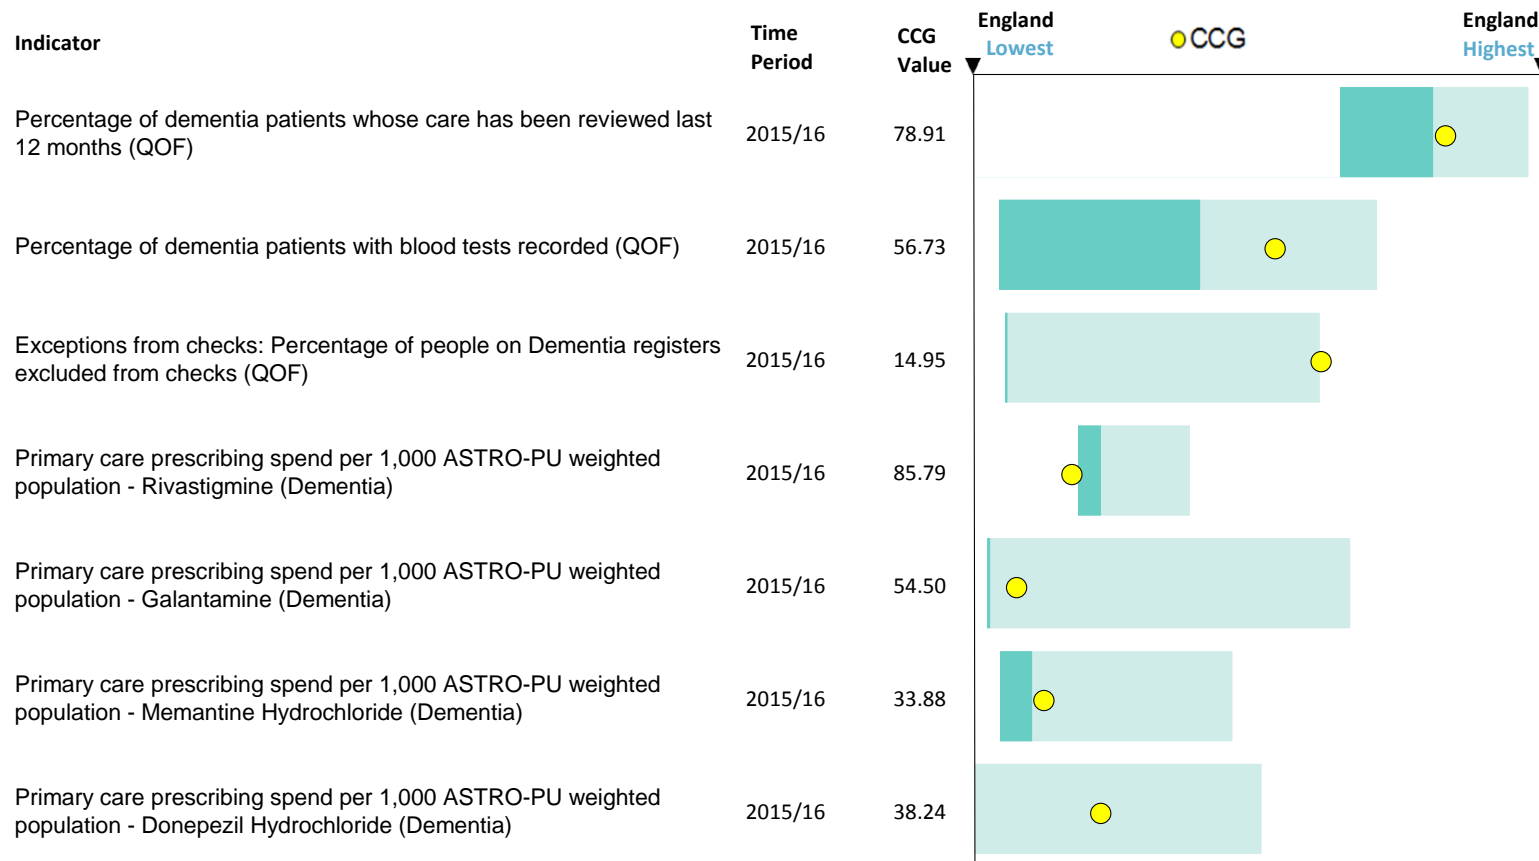 Indicator
Time
Period
CCG
Value
England
Lowest
CCG
England
Highest
Percentage of dementia patients whose care has been reviewed last
12 months (QOF)
2015/16
78.91
Percentage of dementia patients with blood tests recorded (QOF)
2015/16
56.73
Exceptions from checks: Percentage of people on Dementia registers
excluded from checks (QOF)
2015/16
14.95
Primary care prescribing spend per 1,000 ASTRO-PU weighted
population - Rivastigmine (Dementia)
2015/16
85.79
Primary care prescribing spend per 1,000 ASTRO-PU weighted
population - Galantamine (Dementia)
2015/16
54.50
Primary care prescribing spend per 1,000 ASTRO-PU weighted
population - Memantine Hydrochloride (Dementia)
2015/16
33.88
Primary care prescribing spend per 1,000 ASTRO-PU weighted
population - Donepezil Hydrochloride (Dementia)
2015/16
38.24